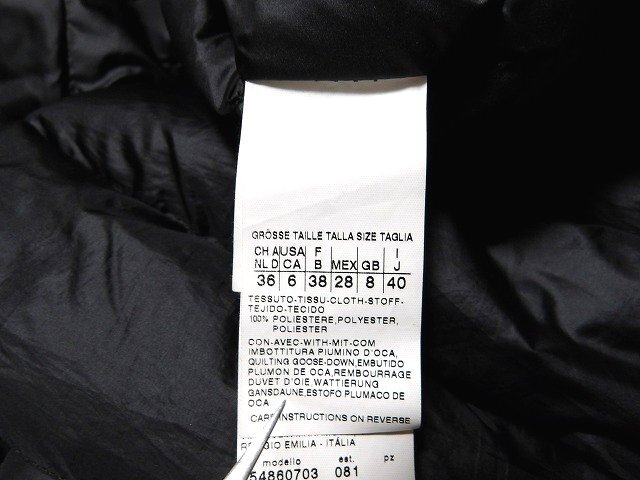 GRÖSSE TAILLE TALLA SIZE TAGLIA
CH A USA F I
NL D CA B MEX GB J
36 6 38 28 8 40
TESSUTO-TISSU-CLOTH-STOFF-
TEJIDO-TECIDO
100% POLIESTERE,POLYESTER,
POLIESTER
CON-AVEC-WITH-MIT-COM
IMBOTTITURA PIUMINO D'OCA,
QUILTING GOOSE-DOWN,EMBUTIDO
PLUMON DE OCA,REMBOURRAGE
DUVET D'OIE,WATTIERUNG
GANSDAUNE,ESTOFO PLUMACO DE
OCA
CARE INSTRUCTIONS ON REVERSE
REGGIO EMILIA - ITÁLIA
modello est. pz
54860703 081